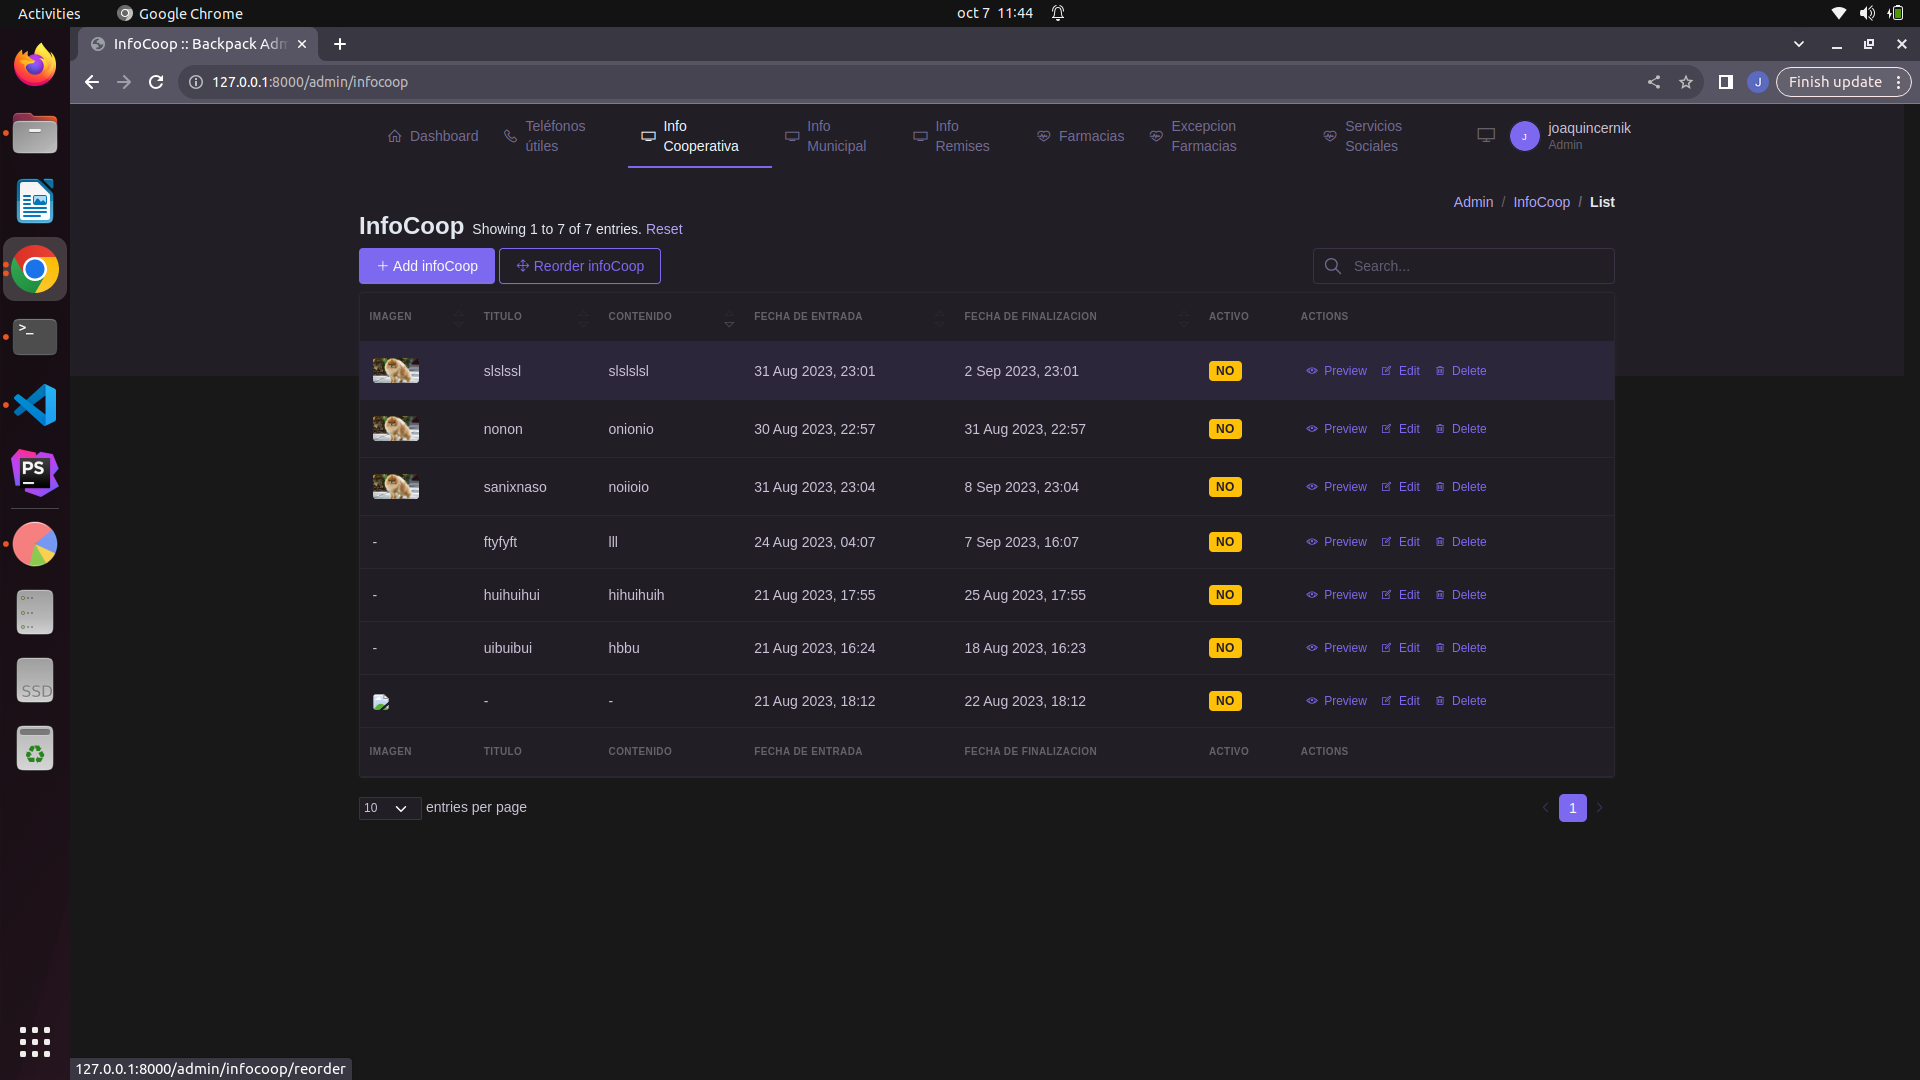 Activities Google Chrome oct 7 11:44
InfoCoop :: Backpack Adm
127.0.0.1:8000/admin/infocoop J Finish update
Dashboard
Teléfonos
útiles
Info
Cooperativa
Info
Municipal
Info
Remises
Farmacias
Excepcion
Farmacias
Servicios
Sociales
J
joaquincernik
Admin
Admin / InfoCoop / List
InfoCoop Showing 1 to 7 of 7 entries. Reset
Add infoCoop Reorder infoCoop Search...
IMAGEN TITULO CONTENIDO FECHA DE ENTRADA FECHA DE FINALIZACION ACTIVO ACTIONS
slslssl slslslsl 31 Aug 2023, 23:01 2 Sep 2023, 23:01 NO Preview Edit Delete
nonon onionio 30 Aug 2023, 22:57 31 Aug 2023, 22:57 NO Preview Edit Delete
sanixnaso noiioio 31 Aug 2023, 23:04 8 Sep 2023, 23:04 NO Preview Edit Delete
- ftyfyft lll 24 Aug 2023, 04:07 7 Sep 2023, 16:07 NO Preview Edit Delete
- huihuihui hihuihuih 21 Aug 2023, 17:55 25 Aug 2023, 17:55 NO Preview Edit Delete
- uibuibui hbbu 21 Aug 2023, 16:24 18 Aug 2023, 16:23 NO Preview Edit Delete
- - 21 Aug 2023, 18:12 22 Aug 2023, 18:12 NO Preview Edit Delete
IMAGEN TITULO CONTENIDO FECHA DE ENTRADA FECHA DE FINALIZACION ACTIVO ACTIONS
10 entries per page 1
>_
PS
SSD
127.0.0.1:8000/admin/infocoop/reorder